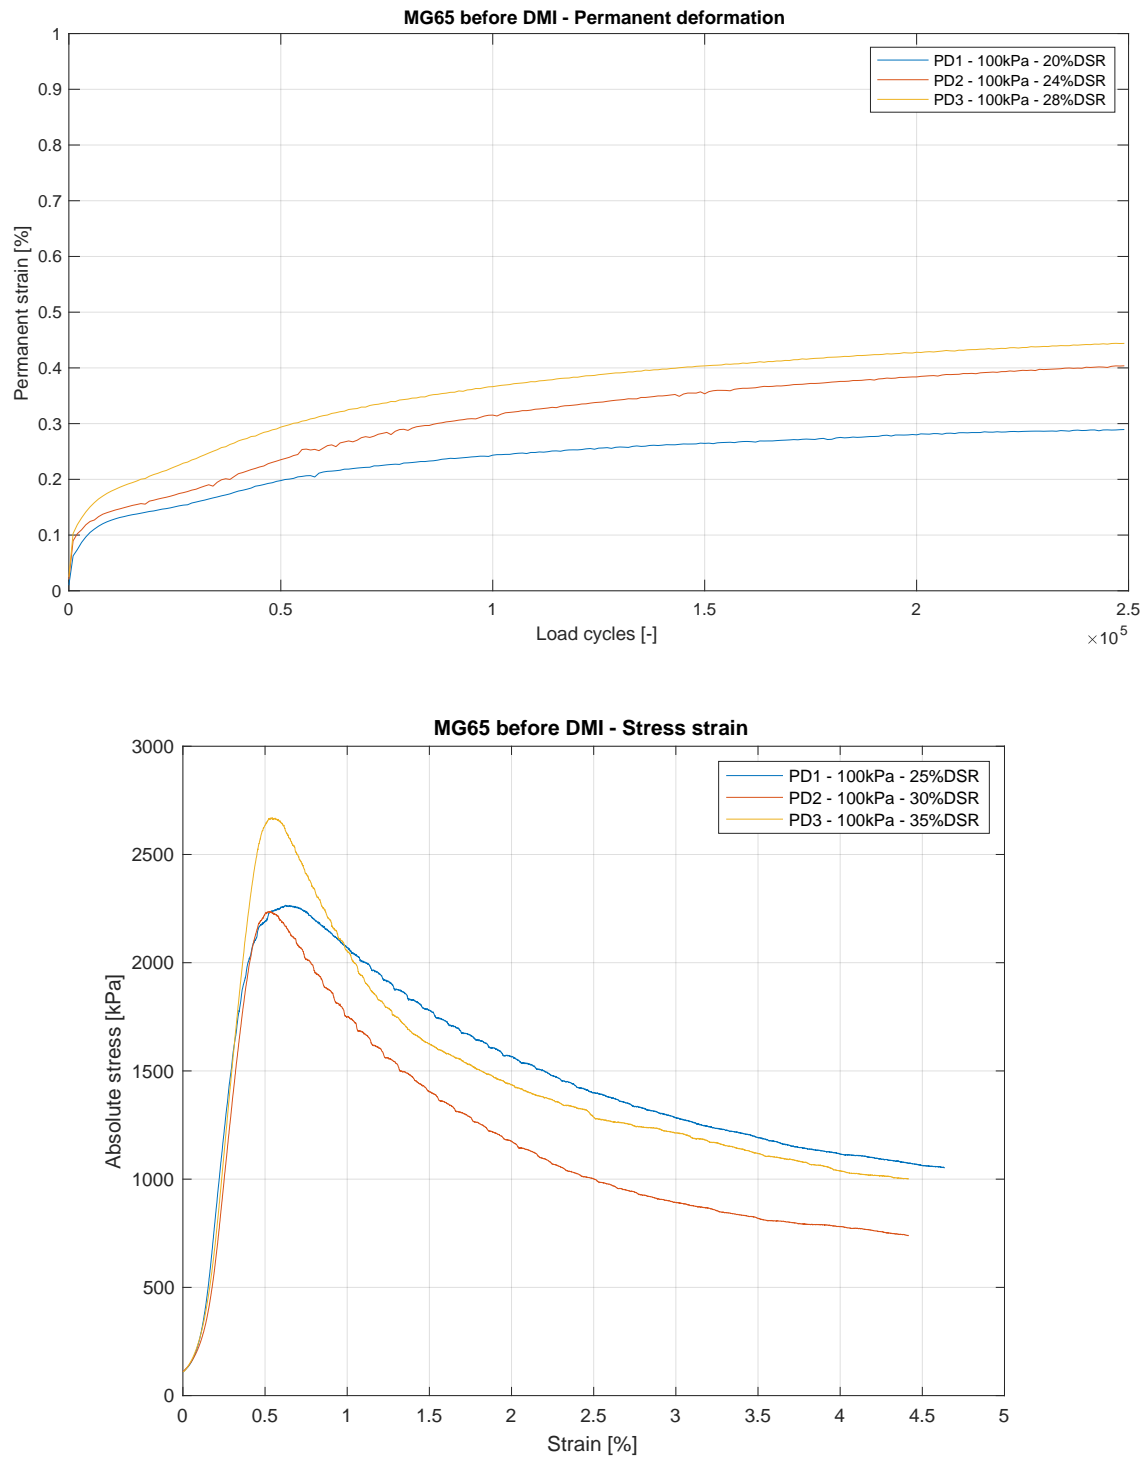 MG65 before DMI - Permanent deformation
1
0.9
0.8
0.7
0.6
0.5
0.4
0.3
0.2
0.1
0
Permanent strain [%]
PD1 - 100kPa - 20%DSR
PD2 - 100kPa - 24%DSR
PD3 - 100kPa - 28%DSR
0 0.5 1 1.5 2 2.5
Load cycles [-]
×10^5
MG65 before DMI - Stress strain
3000
2500
2000
1500
1000
500
0
Absolute stress [kPa]
PD1 - 100kPa - 25%DSR
PD2 - 100kPa - 30%DSR
PD3 - 100kPa - 35%DSR
0 0.5 1 1.5 2 2.5 3 3.5 4 4.5 5
Strain [%]